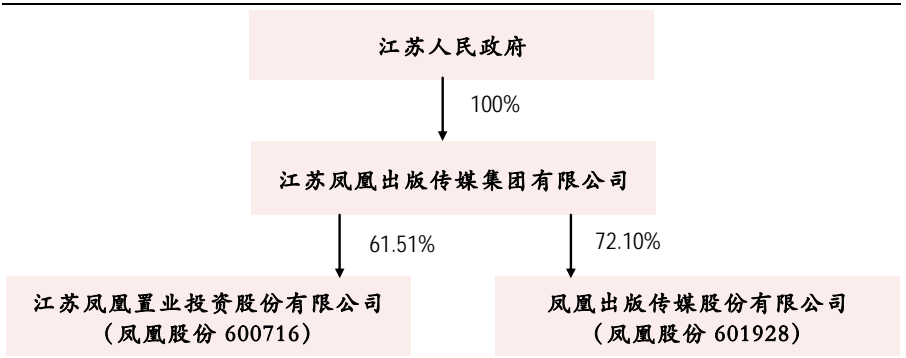 江苏人民政府
100%
江苏凤凰出版传媒集团有限公司
61.51%
72.10%
江苏凤凰置业投资股份有限公司
（凤凰股份 600716）
凤凰出版传媒股份有限公司
（凤凰股份 601928）